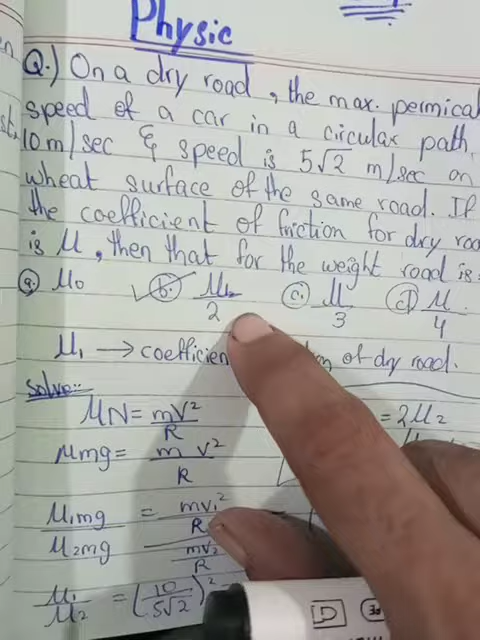 Physic
Q.) On a dry road, the max. permical
speed of a car in a circular path
10 m/sec & speed is 5√2 m/sec on
wheat surface of the same road. If
the coefficient of friction for dry roa
is μ, then that for the weight road is:
(a.) μ₀ (b.) μ₂/2 (c.) μ/3 (d) μ/4
μ₁ → coefficien of dry road.
Solve:-
μN = mV²/R = 2μ₂
μmg = m v²/R
μ₁mg/μ₂mg = mv₁²/R / mv₂/R
μ₁/μ₂ = (10/5√2)²